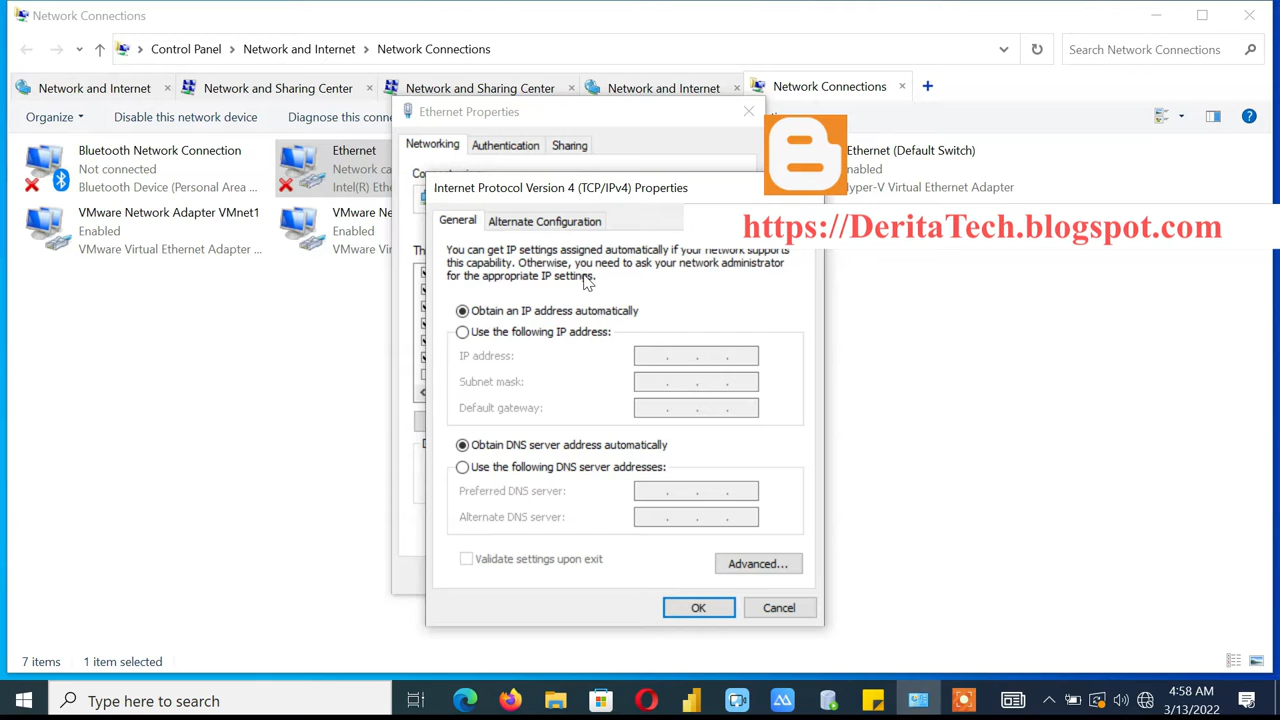 Network Connections
Control Panel > Network and Internet > Network Connections
Search Network Connections
Network and Internet × Network and Sharing Center × Network and Sharing Center × Network and Internet × Network Connections × +
Organize Disable this network device Diagnose this conne
Bluetooth Network Connection
Not connected
Bluetooth Device (Personal Area ...
Ethernet
Network ca
Intel(R) Ethe
Ethernet (Default Switch)
yper-V Virtual Ethernet Adapter
VMware Network Adapter VMnet1
Enabled
VMware Virtual Ethernet Adapter ...
VMware Ne
Enabled
VMware Virt
Ethernet Properties
Networking Authentication Sharing
Internet Protocol Version 4 (TCP/IPv4) Properties
https://DeritaTech.blogspot.com
General Alternate Configuration
You can get IP settings assigned automatically if your network supports
this capability. Otherwise, you need to ask your network administrator
for the appropriate IP settings.
Obtain an IP address automatically
Use the following IP address:
IP address:
Subnet mask:
Default gateway:
Obtain DNS server address automatically
Use the following DNS server addresses:
Preferred DNS server:
Alternate DNS server:
Validate settings upon exit
Advanced...
OK Cancel
7 items 1 item selected
Type here to search
4:58 AM
3/13/2022